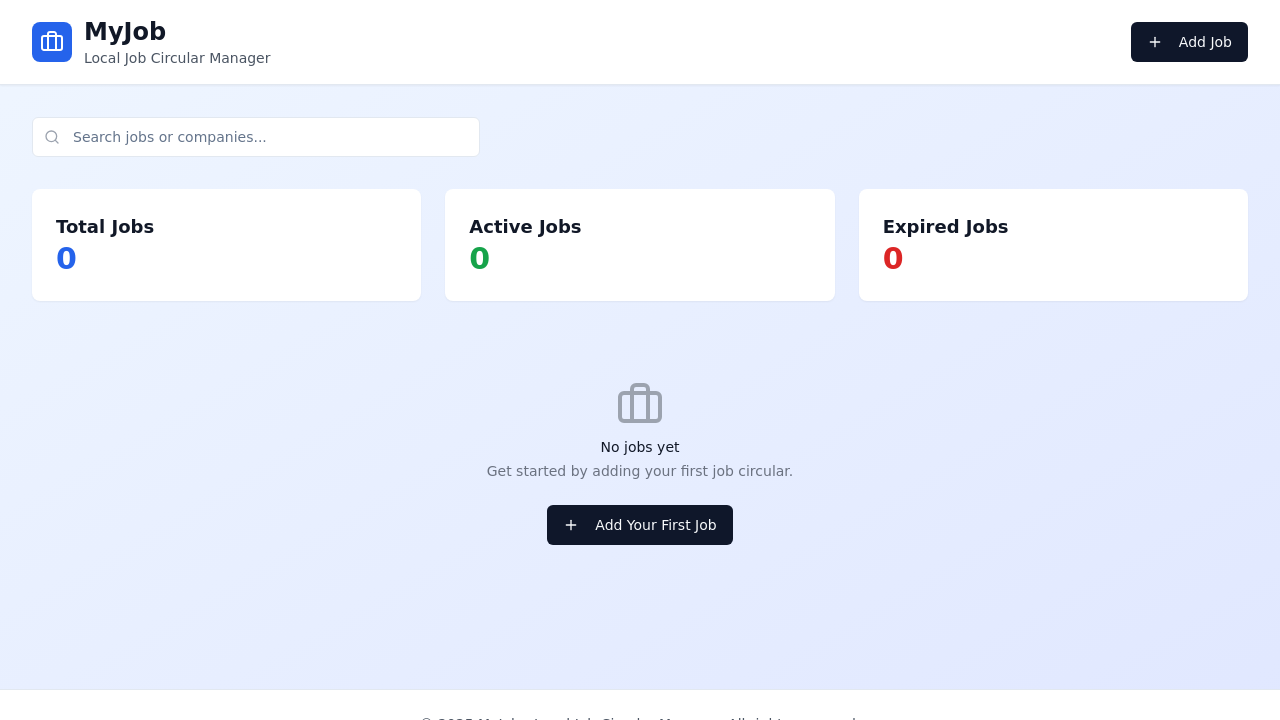 MyJob
Local Job Circular Manager
Add Job
Search jobs or companies...
Total Jobs
0
Active Jobs
0
Expired Jobs
0
No jobs yet
Get started by adding your first job circular.
Add Your First Job